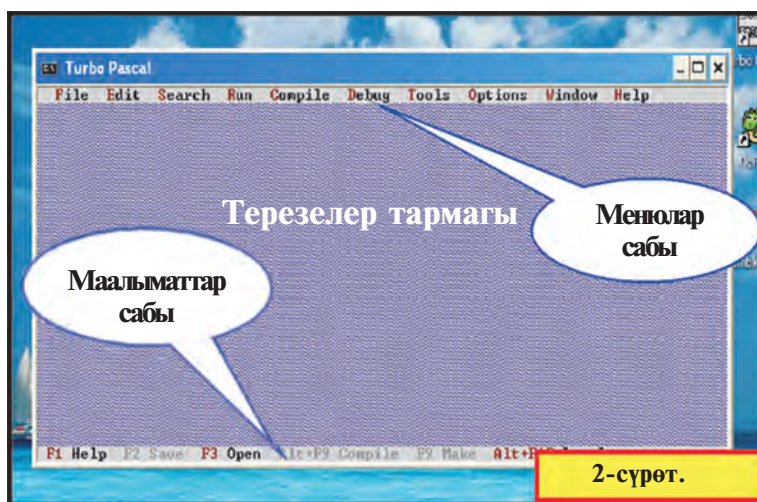 Turbo Pascal
File Edit Search Run Compile Debug Tools Options Window Help
Терезелер тармагы
Менюлар
сабы
Маалыматтар
сабы
F1 Help F2 Save F3 Open Alt+F9 Compile F9 Make
2-сүрөт.